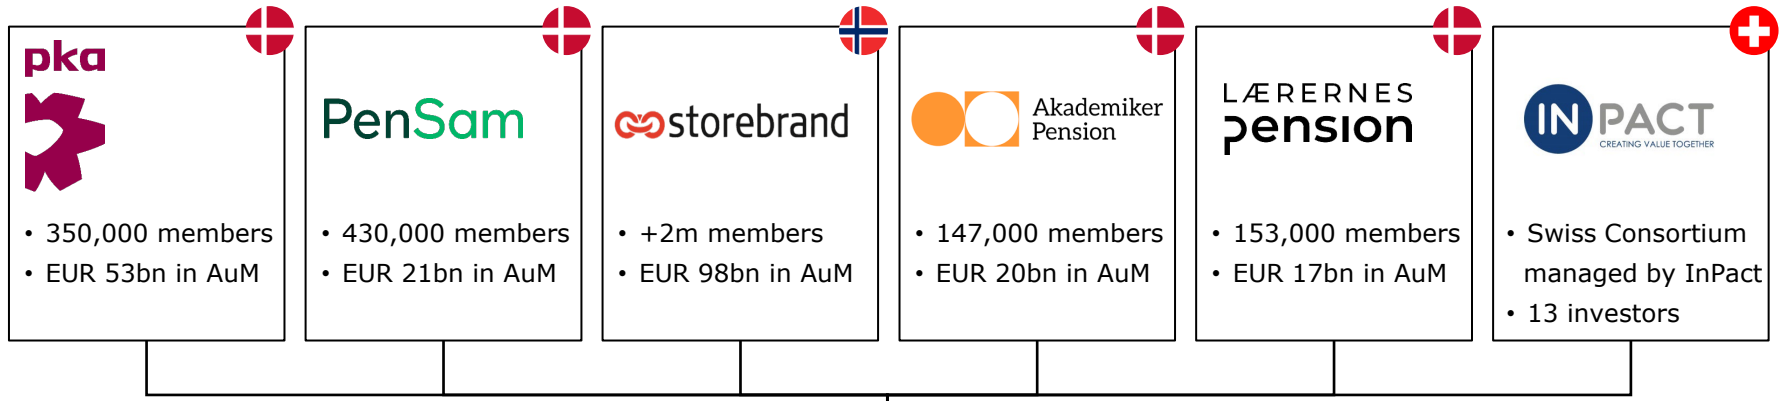 pka
• 350,000 members
• EUR 53bn in AuM
PenSam
• 430,000 members
• EUR 21bn in AuM
storebrand
• +2m members
• EUR 98bn in AuM
Akademiker
Pension
• 147,000 members
• EUR 20bn in AuM
LÆRERNES
pension
• 153,000 members
• EUR 17bn in AuM
INPACT
CREATING VALUE TOGETHER
• Swiss Consortium
managed by InPact
• 13 investors